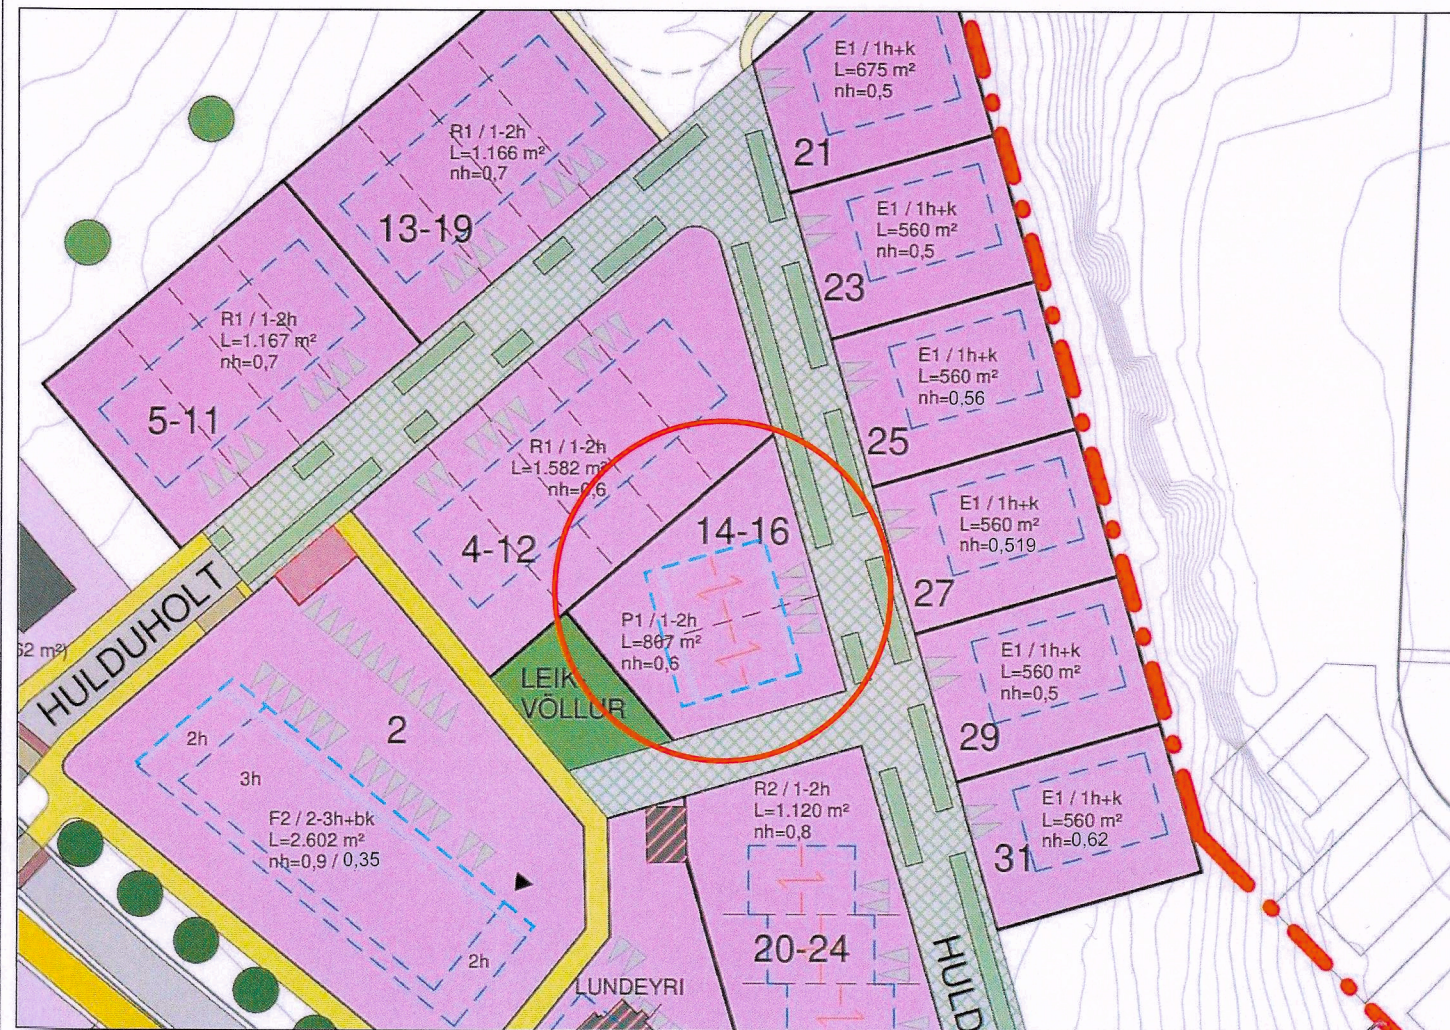 E1 / 1h+k
L=675 m²
nh=0,5
21
R1 / 1-2h
L=1.166 m²
nh=0,7
13-19
E1 / 1h+k
L=560 m²
nh=0,5
23
R1 / 1-2h
L=1.167 m²
nh=0,7
5-11
E1 / 1h+k
L=560 m²
nh=0,56
25
R1 / 1-2h
L=1.582 m²
nh=0,6
4-12
14-16
E1 / 1h+k
L=560 m²
nh=0,519
27
P1 / 1-2h
L=867 m²
nh=0,6
HULDUHOLT
62 m²)
LEIK-
VÖLLUR
E1 / 1h+k
L=560 m²
nh=0,5
29
2
2h
3h
F2 / 2-3h+bk
L=2.602 m²
nh=0,9 / 0,35
2h
R2 / 1-2h
L=1.120 m²
nh=0,8
E1 / 1h+k
L=560 m²
nh=0,62
31
20-24
LUNDEYRI
HULD